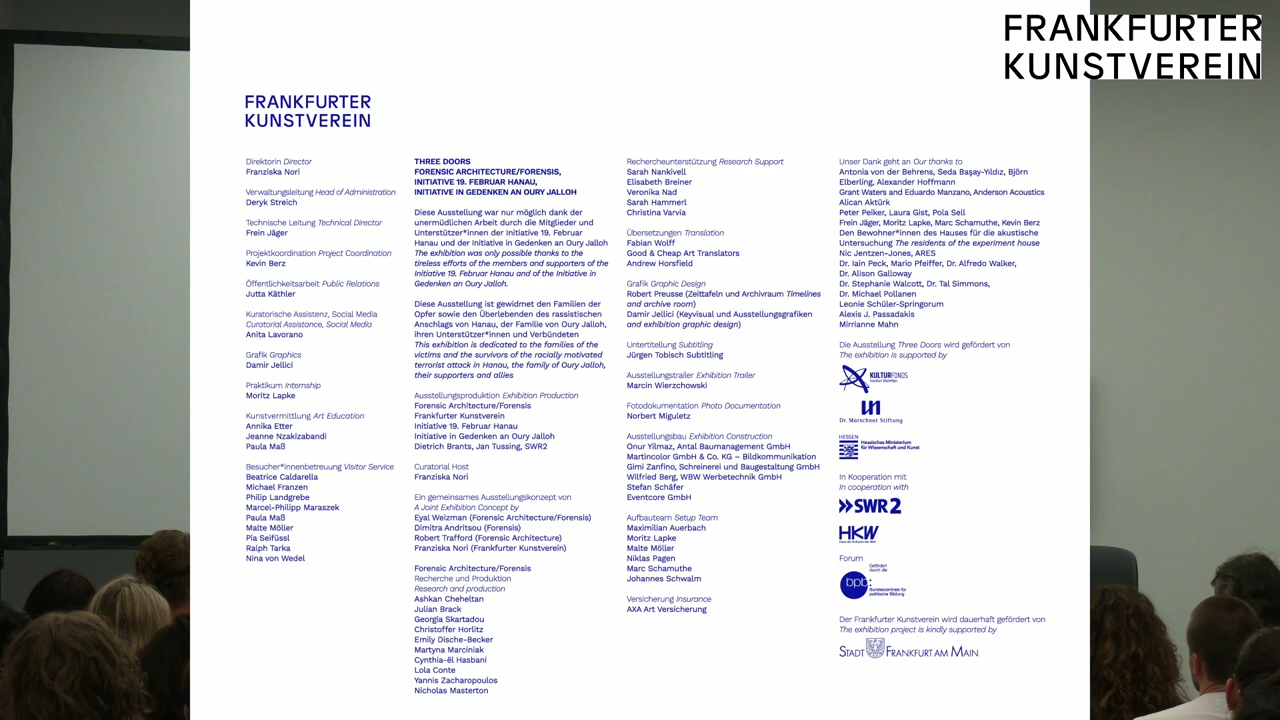 FRANKFURTER
KUNSTVEREIN
FRANKFURTER
KUNSTVEREIN
Direktorin Director
Franziska Nori
Verwaltungsleitung Head of Administration
Deryk Streich
Technische Leitung Technical Director
Frein Jäger
Projektkoordination Project Coordination
Kevin Berz
Öffentlichkeitsarbeit Public Relations
Jutta Käthler
Kuratorische Assistenz, Social Media
Curatorial Assistance, Social Media
Anita Lavorano
Grafik Graphics
Damir Jellici
Praktikum Internship
Moritz Lapke
Kunstvermittlung Art Education
Annika Etter
Jeanne Nzakizabandi
Paula Maß
Besucher*innenbetreuung Visitor Service
Beatrice Caldarella
Michael Franzen
Philip Landgrebe
Marcel-Philipp Maraszek
Paula Maß
Malte Möller
Pia Seifüssl
Ralph Tarka
Nina von Wedel
THREE DOORS
FORENSIC ARCHITECTURE/FORENSIS,
INITIATIVE 19. FEBRUAR HANAU,
INITIATIVE IN GEDENKEN AN OURY JALLOH
Diese Ausstellung war nur möglich dank der
unermüdlichen Arbeit durch die Mitglieder und
Unterstützer*innen der Initiative 19. Februar
Hanau und der Initiative in Gedenken an Oury Jalloh
The exhibition was only possible thanks to the
tireless efforts of the members and supporters of the
Initiative 19. Februar Hanau and of the Initiative in
Gedenken an Oury Jalloh.
Diese Ausstellung ist gewidmet den Familien der
Opfer sowie den Überlebenden des rassistischen
Anschlags von Hanau, der Familie von Oury Jalloh,
ihren Unterstützer*innen und Verbündeten
This exhibition is dedicated to the families of the
victims and the survivors of the racially motivated
terrorist attack in Hanau, the family of Oury Jalloh,
their supporters and allies
Ausstellungsproduktion Exhibition Production
Forensic Architecture/Forensis
Frankfurter Kunstverein
Initiative 19. Februar Hanau
Initiative in Gedenken an Oury Jalloh
Dietrich Brants, Jan Tussing, SWR2
Curatorial Host
Franziska Nori
Ein gemeinsames Ausstellungskonzept von
A Joint Exhibition Concept by
Eyal Weizman (Forensic Architecture/Forensis)
Dimitra Andritsou (Forensis)
Robert Trafford (Forensic Architecture)
Franziska Nori (Frankfurter Kunstverein)
Forensic Architecture/Forensis
Recherche und Produktion
Research and production
Ashkan Cheheltan
Julian Brack
Georgia Skartadou
Christoffer Horlitz
Emily Dische-Becker
Martyna Marciniak
Cynthia-ël Hasbani
Lola Conte
Yannis Zacharopoulos
Nicholas Masterton
Rechercheunterstützung Research Support
Sarah Nankivell
Elisabeth Breiner
Veronika Nad
Sarah Hammerl
Christina Varvia
Übersetzungen Translation
Fabian Wolff
Good & Cheap Art Translators
Andrew Horsfield
Grafik Graphic Design
Robert Preusse (Zeittafeln und Archivraum Timelines
and archive room)
Damir Jellici (Keyvisual und Ausstellungsgrafiken
and exhibition graphic design)
Untertitellung Subtitling
Jürgen Tobisch Subtitling
Ausstellungstrailer Exhibition Trailer
Marcin Wierzchowski
Fotodokumentation Photo Documentation
Norbert Miguletz
Ausstellungsbau Exhibition Construction
Onur Yilmaz, Antal Baumanagement GmbH
Martincolor GmbH & Co. KG – Bildkommunikation
Gimi Zanfino, Schreinerei und Baugestaltung GmbH
Wilfried Berg, WBW Werbetechnik GmbH
Stefan Schäfer
Eventcore GmbH
Aufbauteam Setup Team
Maximilian Auerbach
Moritz Lapke
Malte Möller
Niklas Pagen
Marc Schamuthe
Johannes Schwalm
Versicherung Insurance
AXA Art Versicherung
Unser Dank geht an Our thanks to
Antonia von der Behrens, Seda Başay-Yıldız, Björn
Elberling, Alexander Hoffmann
Grant Waters and Eduardo Manzano, Anderson Acoustics
Alican Aktürk
Peter Peiker, Laura Gist, Pola Sell
Frein Jäger, Moritz Lapke, Marc Schamuthe, Kevin Berz
Den Bewohner*innen des Hauses für die akustische
Untersuchung The residents of the experiment house
Nic Jentzen-Jones, ARES
Dr. Iain Peck, Mario Pfeiffer, Dr. Alfredo Walker,
Dr. Alison Galloway
Dr. Stephanie Walcott, Dr. Tal Simmons,
Dr. Michael Pollanen
Leonie Schüler-Springorum
Alexis J. Passadakis
Mirrianne Mahn
Die Ausstellung Three Doors wird gefördert von
The exhibition is supported by
KULTURFONDS
Dr. Marschner Stiftung
HESSEN
Hessisches Ministerium
für Wissenschaft und Kunst
In Kooperation mit
In cooperation with
SWR2
HKW
Forum
Gefördert
durch die
bpb:
Bundeszentrale für
politische Bildung
Der Frankfurter Kunstverein wird dauerhaft gefördert von
The exhibition project is kindly supported by
STADT FRANKFURT AM MAIN